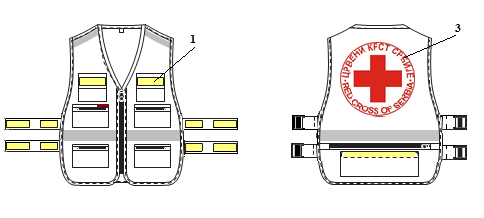 1
3
ЦРВЕНИ КРСТ СРБИЈЕ
RED CROSS OF SERBIA